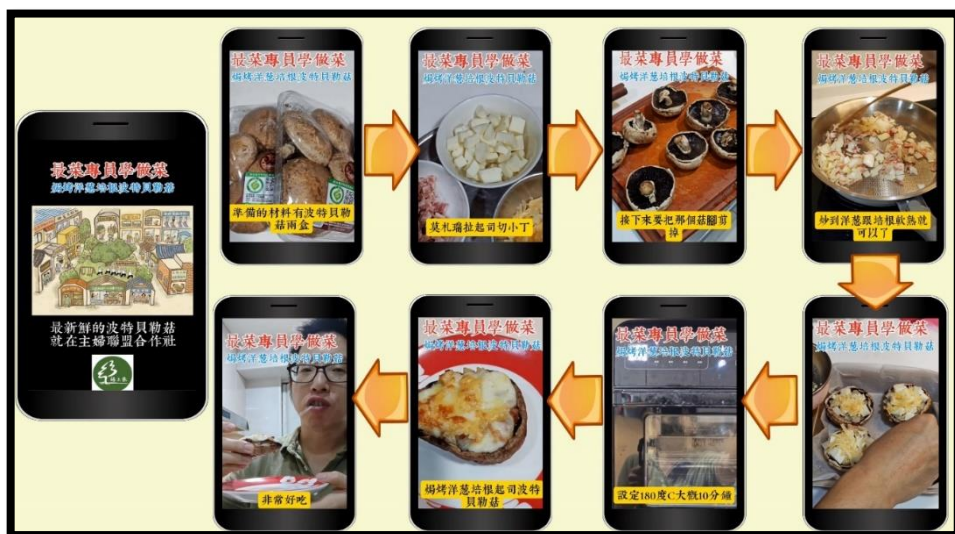 最菜專員學做菜
焗烤洋蔥培根波特貝勒菇
最新鮮的波特貝勒菇
就在主婦聯盟合作社
最菜專員學做菜
焗烤洋蔥培根波特貝勒菇
準備的材料有波特貝勒
菇兩盒
最菜專員學做菜
焗烤洋蔥培根波特貝勒菇
莫札瑞拉起司切小丁
最菜專員學做菜
焗烤洋蔥培根波特貝勒菇
接下來要把那個菇腳剪
掉
最菜專員學做菜
焗烤洋蔥培根波特貝勒菇
炒到洋蔥跟培根軟熟就
可以了
最菜專員學做菜
焗烤洋蔥培根波特貝勒菇
最菜專員學做菜
焗烤洋蔥培根波特貝勒菇
設定180度C大概10分鐘
最菜專員學做菜
焗烤洋蔥培根波特貝勒菇
焗烤洋蔥培根起司波特
貝勒菇
最菜專員學做菜
焗烤洋蔥培根波特貝勒菇
非常好吃